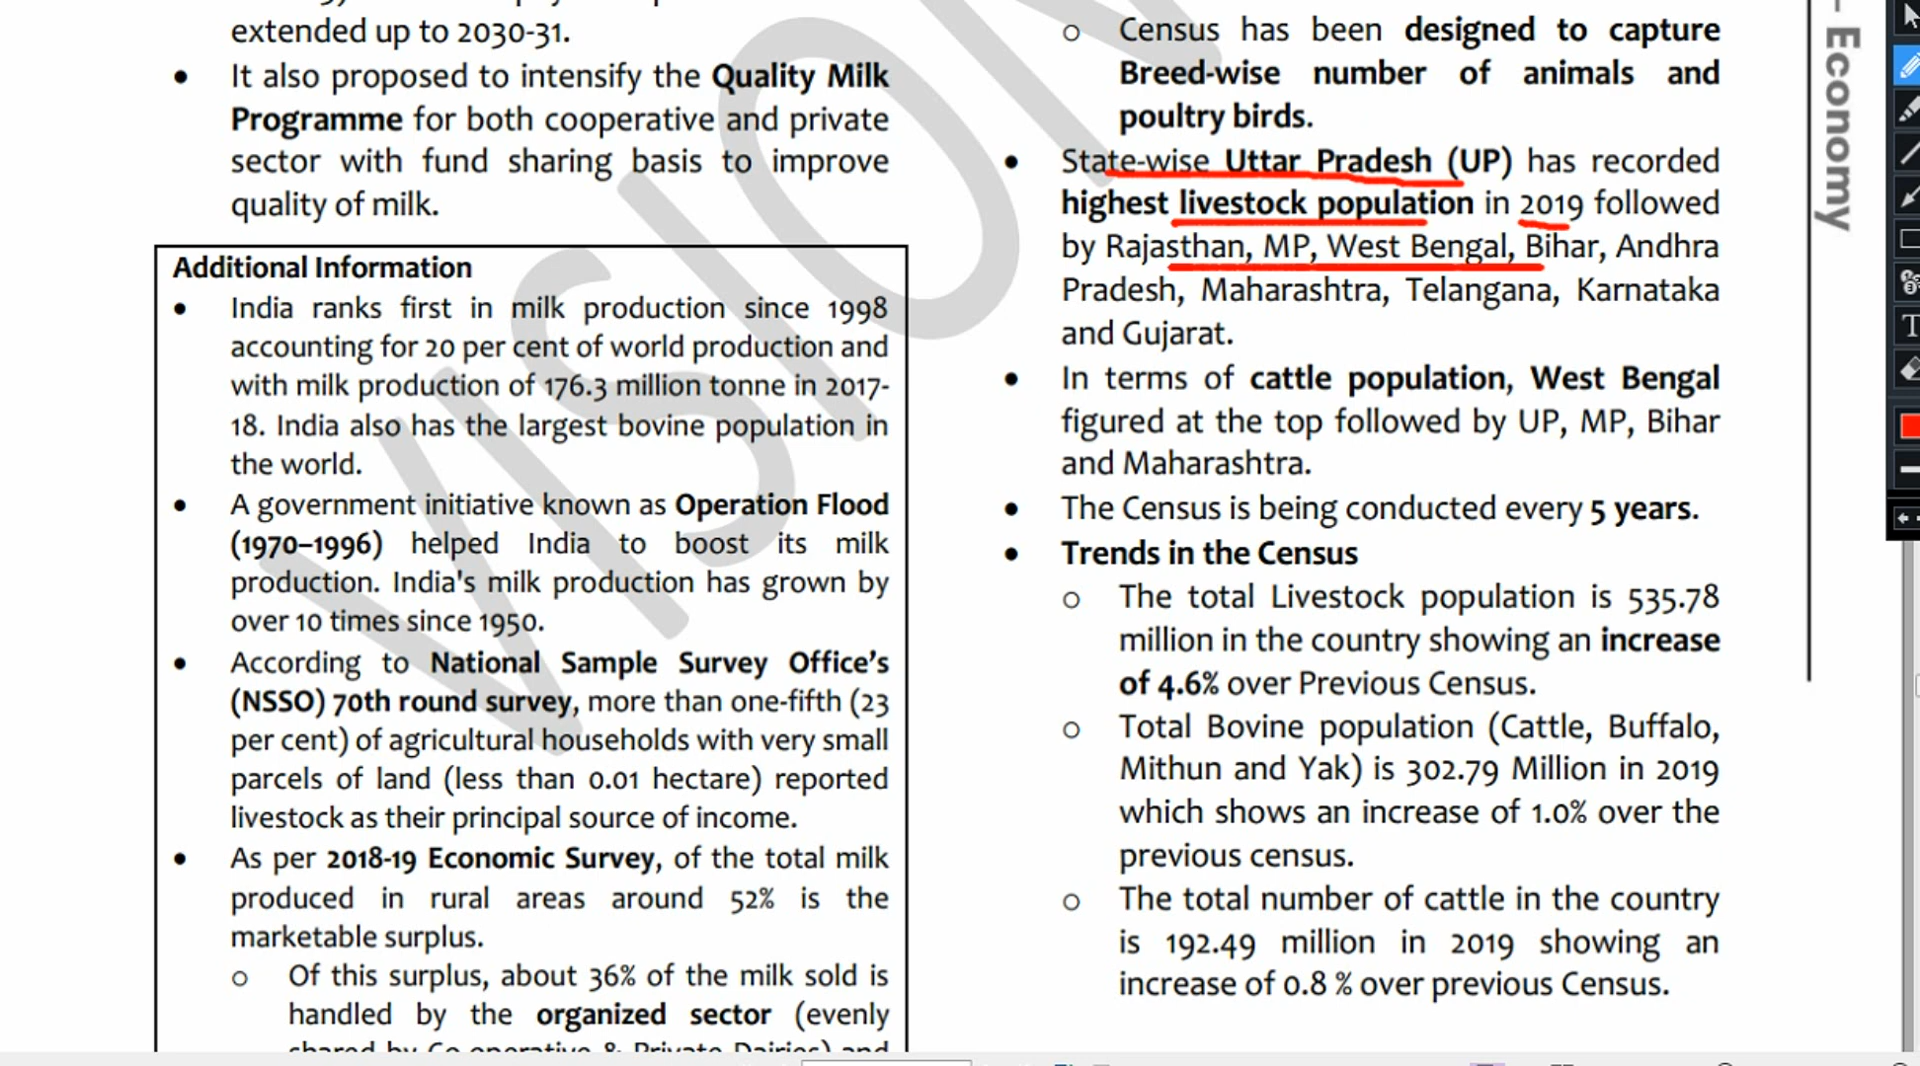 extended up to 2030-31.
• It also proposed to intensify the Quality Milk
Programme for both cooperative and private
sector with fund sharing basis to improve
quality of milk.
Additional Information
• India ranks first in milk production since 1998
accounting for 20 per cent of world production and
with milk production of 176.3 million tonne in 2017-
18. India also has the largest bovine population in
the world.
• A government initiative known as Operation Flood
(1970–1996) helped India to boost its milk
production. India's milk production has grown by
over 10 times since 1950.
• According to National Sample Survey Office’s
(NSSO) 70th round survey, more than one-fifth (23
per cent) of agricultural households with very small
parcels of land (less than 0.01 hectare) reported
livestock as their principal source of income.
• As per 2018-19 Economic Survey, of the total milk
produced in rural areas around 52% is the
marketable surplus.
o Of this surplus, about 36% of the milk sold is
handled by the organized sector (evenly
shared by Co-operative & Private Dairies) and
o Census has been designed to capture
Breed-wise number of animals and
poultry birds.
• State-wise Uttar Pradesh (UP) has recorded
highest livestock population in 2019 followed
by Rajasthan, MP, West Bengal, Bihar, Andhra
Pradesh, Maharashtra, Telangana, Karnataka
and Gujarat.
• In terms of cattle population, West Bengal
figured at the top followed by UP, MP, Bihar
and Maharashtra.
• The Census is being conducted every 5 years.
• Trends in the Census
o The total Livestock population is 535.78
million in the country showing an increase
of 4.6% over Previous Census.
o Total Bovine population (Cattle, Buffalo,
Mithun and Yak) is 302.79 Million in 2019
which shows an increase of 1.0% over the
previous census.
o The total number of cattle in the country
is 192.49 million in 2019 showing an
increase of 0.8 % over previous Census.
– Economy
VISION